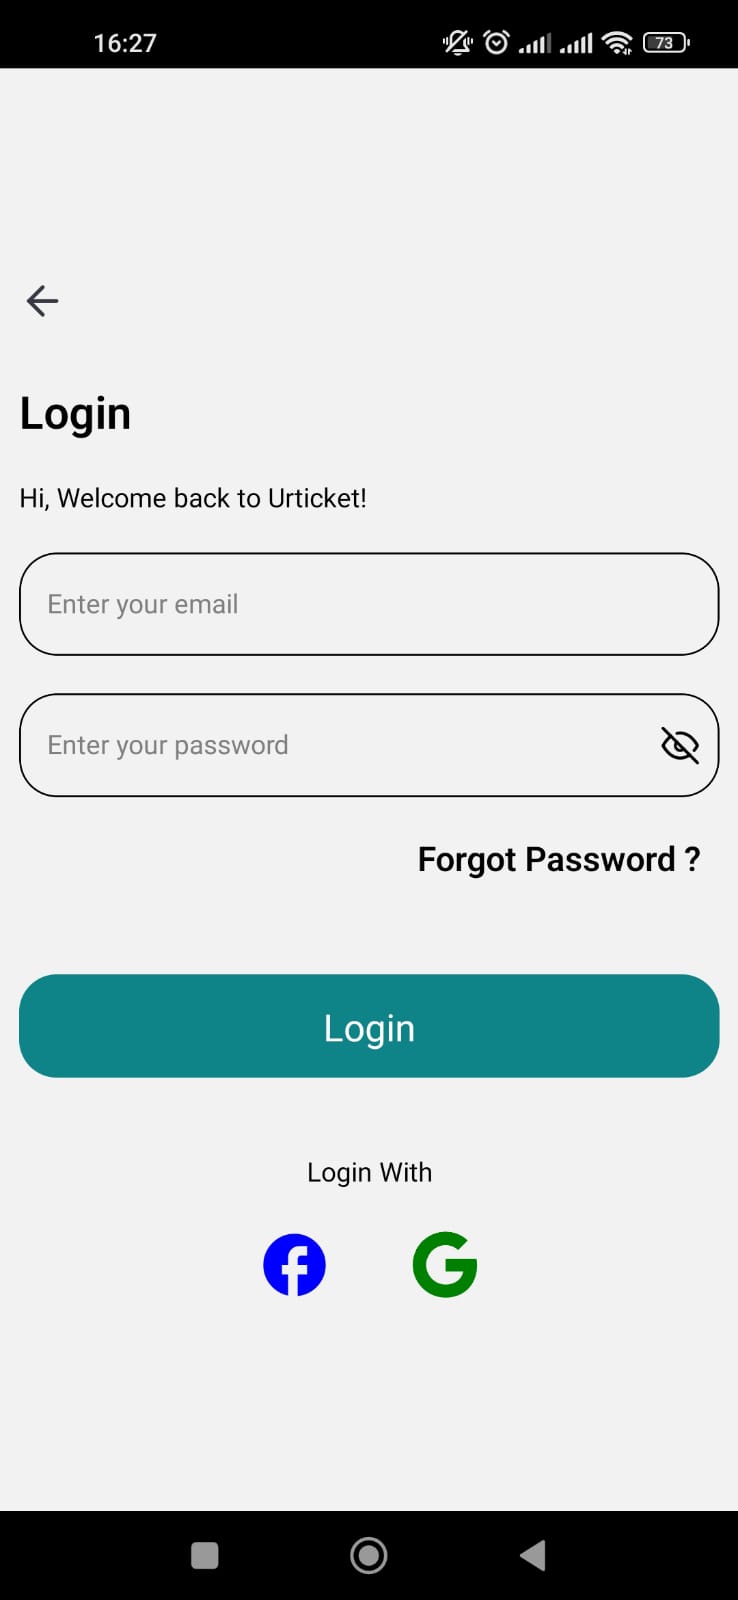 16:27
73
Login
Hi, Welcome back to Urticket!
Enter your email
Enter your password
Forgot Password ?
Login
Login With